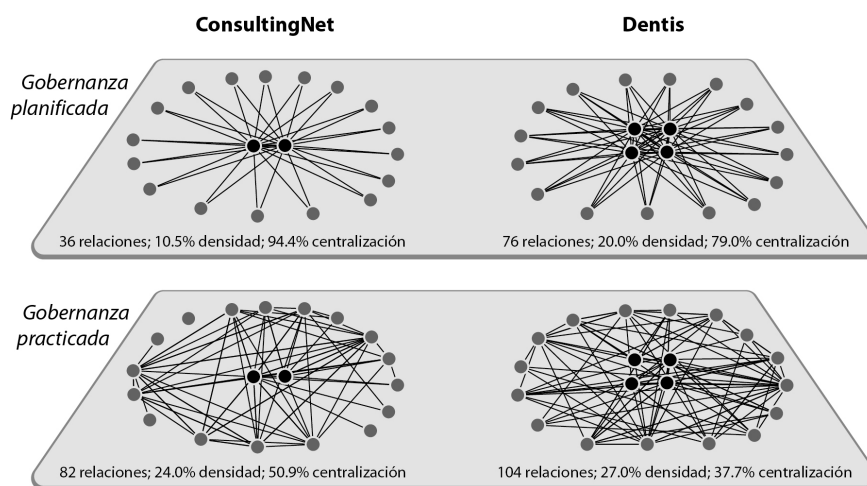 ConsultingNet
Dentis
Gobernanza
planificada
36 relaciones; 10.5% densidad; 94.4% centralización
76 relaciones; 20.0% densidad; 79.0% centralización
Gobernanza
practicada
82 relaciones; 24.0% densidad; 50.9% centralización
104 relaciones; 27.0% densidad; 37.7% centralización